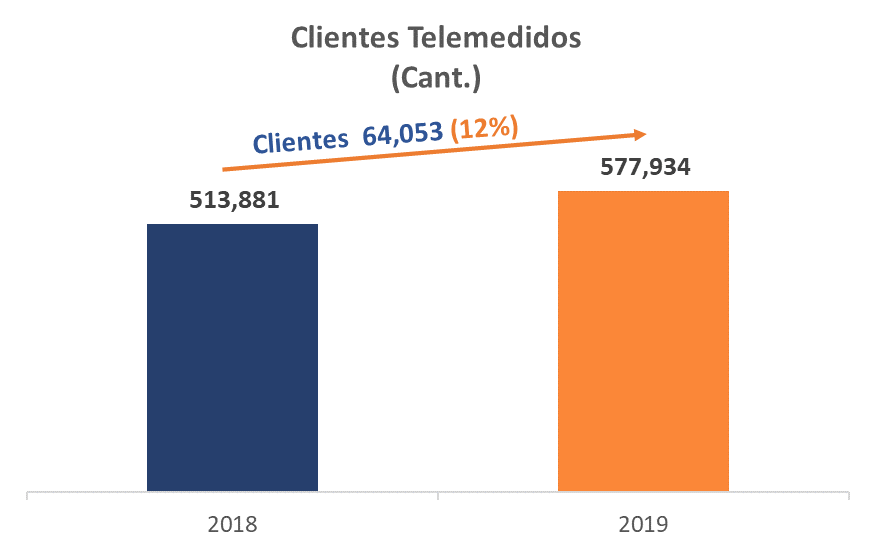 Clientes Telemedidos
(Cant.)
Clientes 64,053 (12%)
513,881
577,934
2018
2019